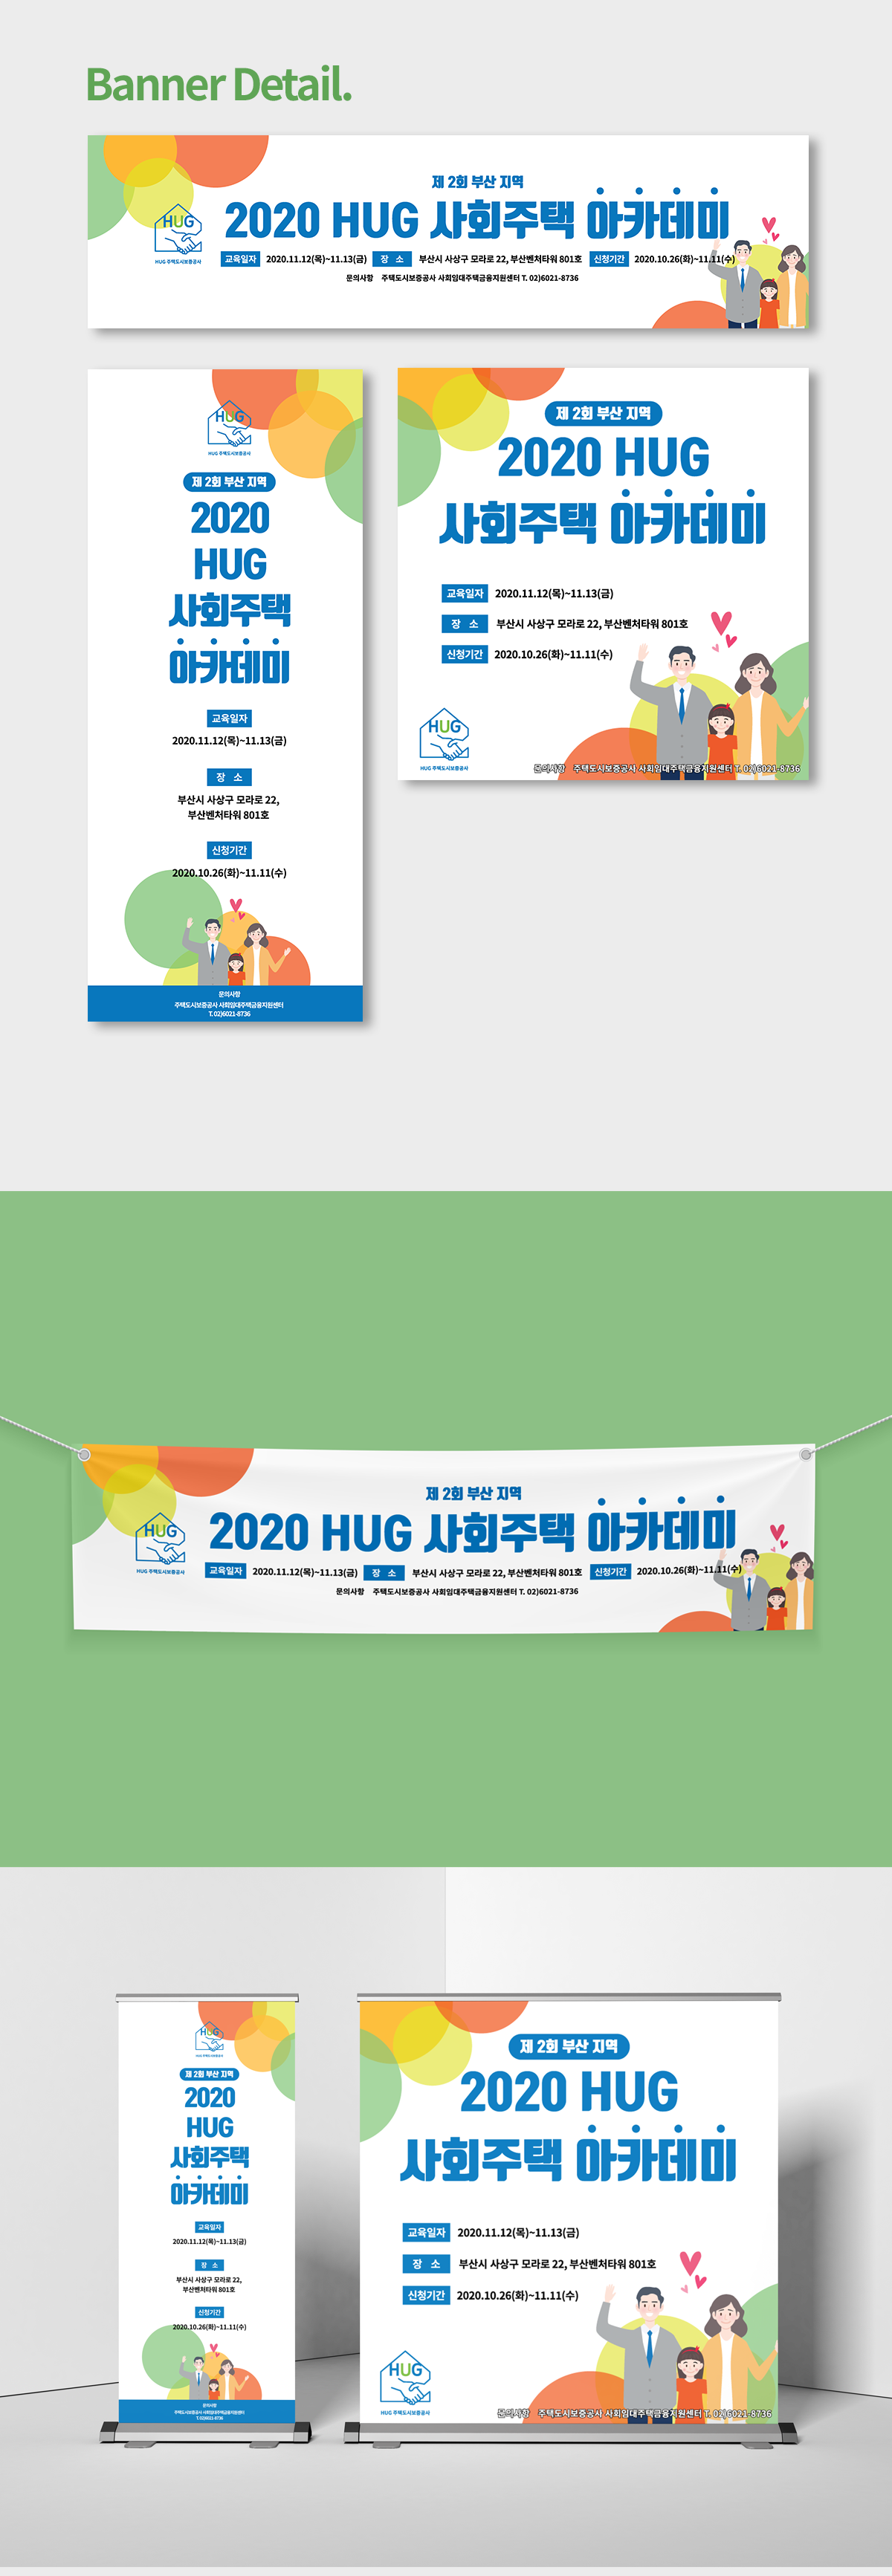 Banner Detail.
제 2회 부산 지역
2020 HUG 사회주택 아카데미
HUG
HUG 주택도시보증공사
교육일자 2020.11.12(목)~11.13(금) 장 소 부산시 사상구 모라로 22, 부산벤처타워 801호 신청기간 2020.10.26(화)~11.11(수)
문의사항 주택도시보증공사 사회임대주택금융지원센터 T. 02)6021-8736
HUG
HUG 주택도시보증공사
제 2회 부산 지역
2020
HUG
사회주택
아카데미
교육일자
2020.11.12(목)~11.13(금)
장 소
부산시 사상구 모라로 22,
부산벤처타워 801호
신청기간
2020.10.26(화)~11.11(수)
문의사항
주택도시보증공사 사회임대주택금융지원센터
T. 02)6021-8736
제 2회 부산 지역
2020 HUG
사회주택 아카데미
교육일자 2020.11.12(목)~11.13(금)
장 소 부산시 사상구 모라로 22, 부산벤처타워 801호
신청기간 2020.10.26(화)~11.11(수)
HUG
HUG 주택도시보증공사
문의사항 주택도시보증공사 사회임대주택금융지원센터 T. 02)6021-8736
제 2회 부산 지역
2020 HUG 사회주택 아카데미
HUG
HUG 주택도시보증공사
교육일자 2020.11.12(목)~11.13(금) 장 소 부산시 사상구 모라로 22, 부산벤처타워 801호 신청기간 2020.10.26(화)~11.11(수)
문의사항 주택도시보증공사 사회임대주택금융지원센터 T. 02)6021-8736
HUG
HUG 주택도시보증공사
제 2회 부산 지역
2020
HUG
사회주택
아카데미
교육일자
2020.11.12(목)~11.13(금)
장 소
부산시 사상구 모라로 22,
부산벤처타워 801호
신청기간
2020.10.26(화)~11.11(수)
문의사항
주택도시보증공사 사회임대주택금융지원센터
T. 02)6021-8736
제 2회 부산 지역
2020 HUG
사회주택 아카데미
교육일자 2020.11.12(목)~11.13(금)
장 소 부산시 사상구 모라로 22, 부산벤처타워 801호
신청기간 2020.10.26(화)~11.11(수)
HUG
HUG 주택도시보증공사
문의사항 주택도시보증공사 사회임대주택금융지원센터 T. 02)6021-8736